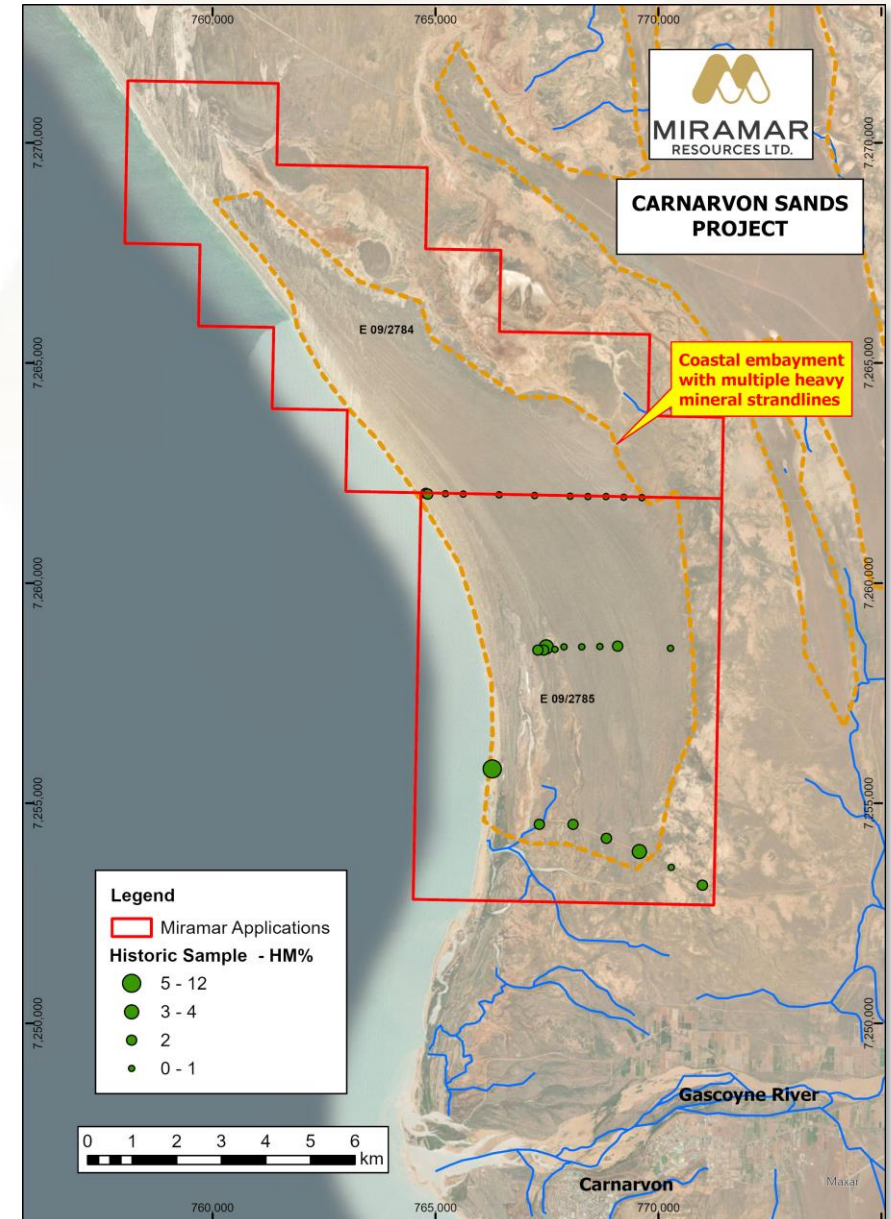 760,000
765,000
770,000
MIRAMAR
RESOURCES LTD.
CARNARVON SANDS
PROJECT
7,270,000
7,270,000
E 09/2784
Coastal embayment
with multiple heavy
mineral strandlines
7,265,000
7,265,000
7,260,000
7,260,000
E 09/2785
7,255,000
7,255,000
Legend
Miramar Applications
Historic Sample - HM%
5 - 12
3 - 4
2
0 - 1
7,250,000
7,250,000
Gascoyne River
0 1 2 3 4 5 6
km
Carnarvon
Maxar
760,000
765,000
770,000